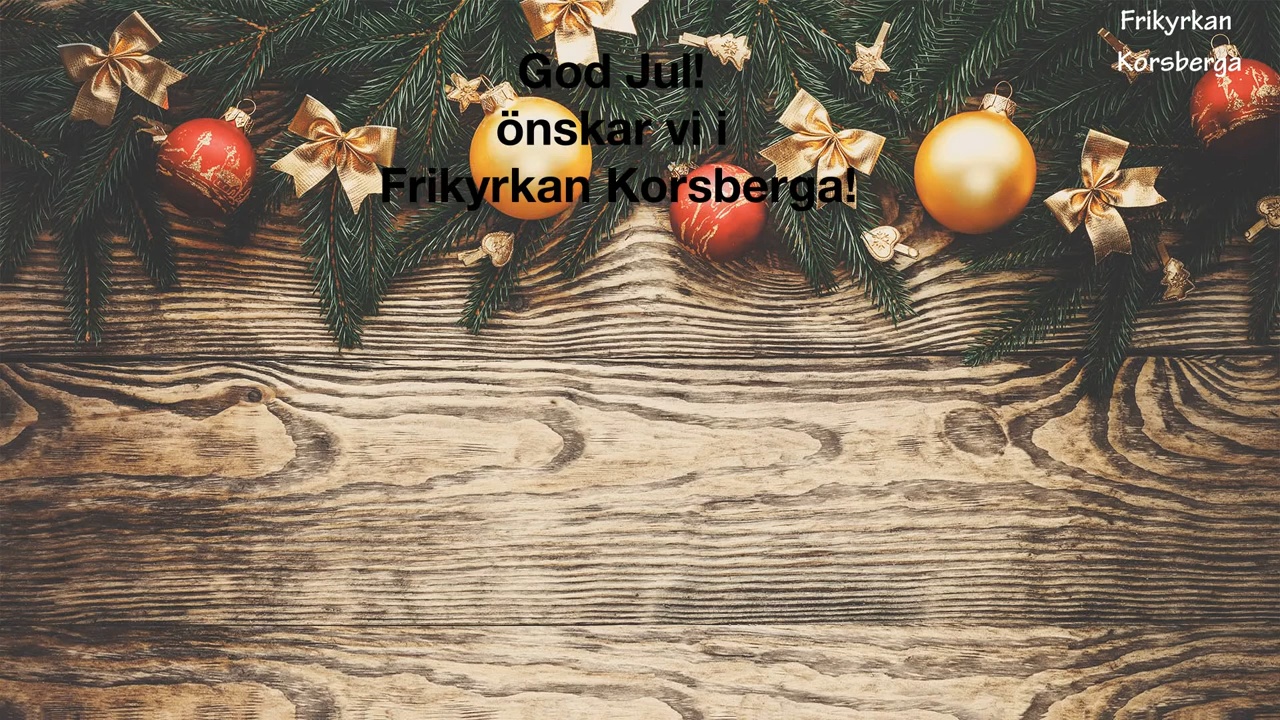 God Jul!
önskar vi i
Frikyrkan Korsberga!
Frikyrkan
Korsberga